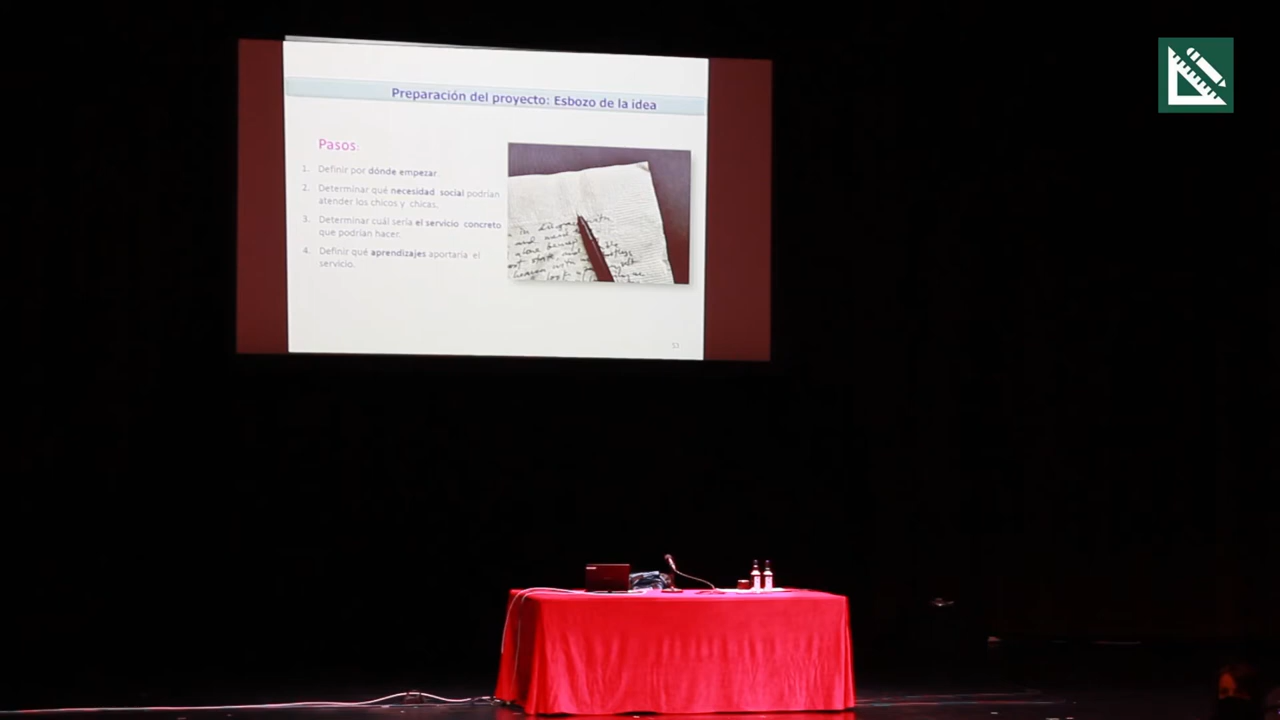 Preparación del proyecto: Esbozo de la idea
Pasos:
1. Definir por dónde empezar.
2. Determinar qué necesidad social podrían
atender los chicos y chicas.
3. Determinar cuál sería el servicio concreto
que podrían hacer.
4. Definir qué aprendizajes aportaría el
servicio.
and
53